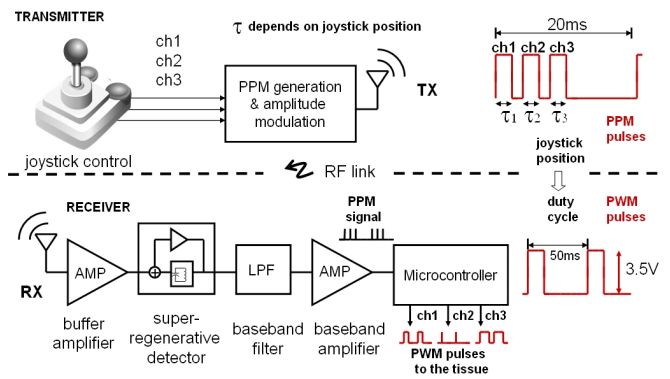 TRANSMITTER
τ depends on joystick position
ch1
ch2
ch3
PPM generation
& amplitude
modulation
TX
joystick control
20ms
ch1 ch2 ch3
τ1 τ2 τ3
PPM
pulses
joystick
position
RF link
duty
cycle
PWM
pulses
RECEIVER
RX
AMP
buffer
amplifier
super-
regenerative
detector
LPF
baseband
filter
PPM
signal
AMP
baseband
amplifier
Microcontroller
ch1 ch2 ch3
PWM pulses
to the tissue
50ms
3.5V